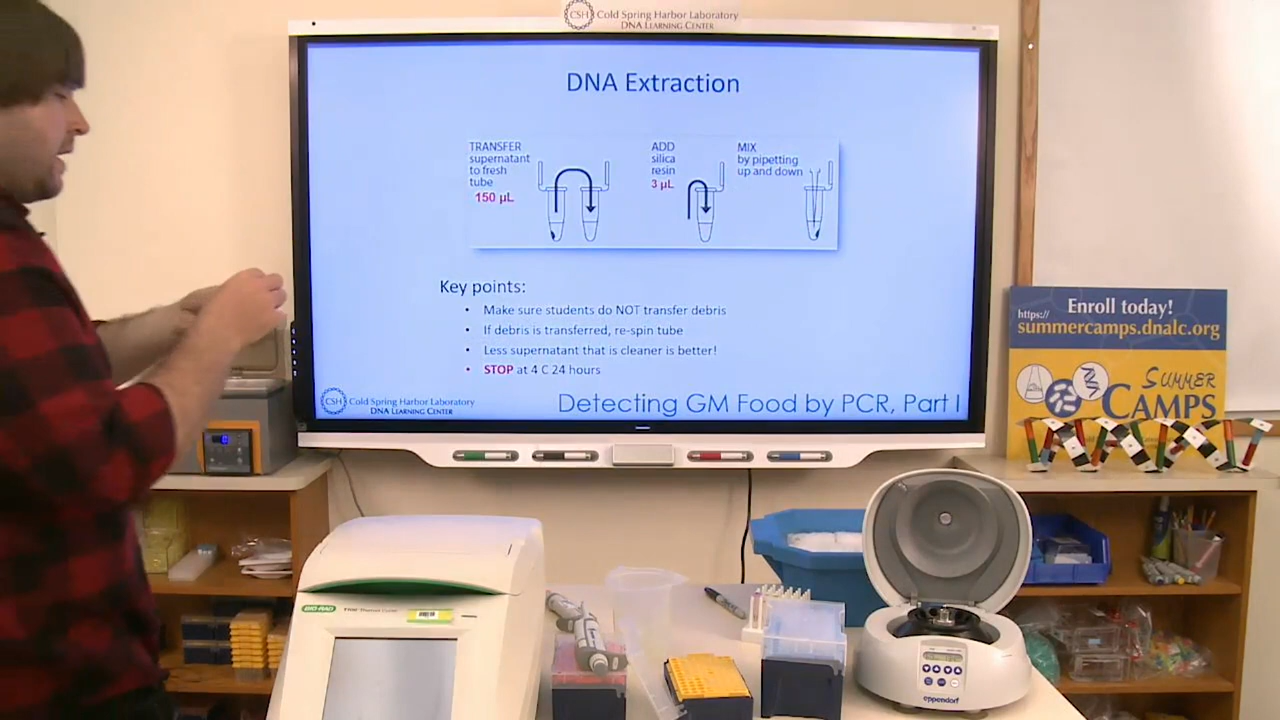 CSH Cold Spring Harbor Laboratory
DNA LEARNING CENTER
DNA Extraction
TRANSFER
supernatant
to fresh
tube
150 µL
ADD
silica
resin
3 µL
MIX
by pipetting
up and down
Key points:
• Make sure students do NOT transfer debris
• If debris is transferred, re-spin tube
• Less supernatant that is cleaner is better!
• STOP at 4 C 24 hours
CSH Cold Spring Harbor Laboratory
DNA LEARNING CENTER
Detecting GM Food by PCR, Part I
Enroll today!
https://
summercamps.dnalc.org
SUMMER
CAMPS
BIO-RAD
eppendorf